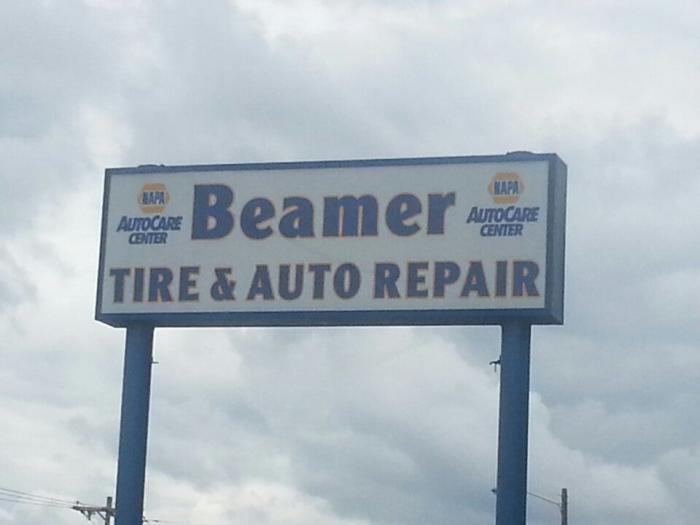 NAPA
AUTOCARE
CENTER
Beamer
NAPA
AUTOCARE
CENTER
TIRE & AUTO REPAIR